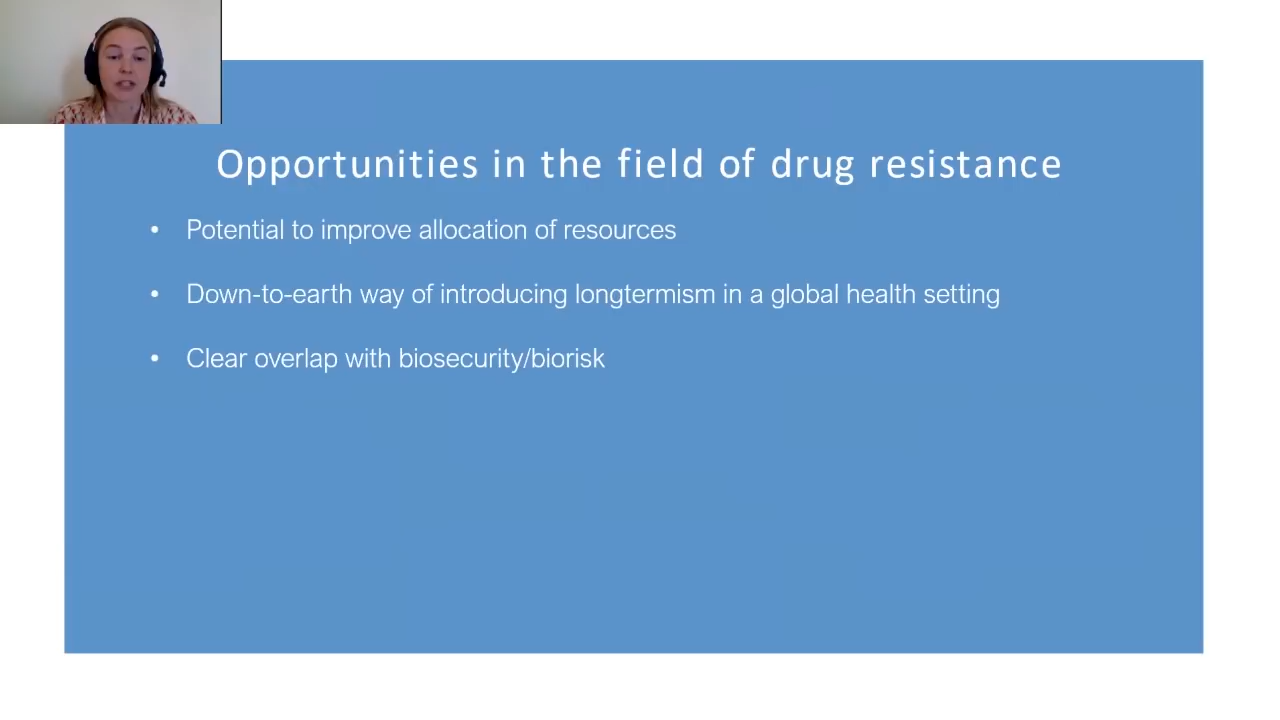 Opportunities in the field of drug resistance
• Potential to improve allocation of resources
• Down-to-earth way of introducing longtermism in a global health setting
• Clear overlap with biosecurity/biorisk